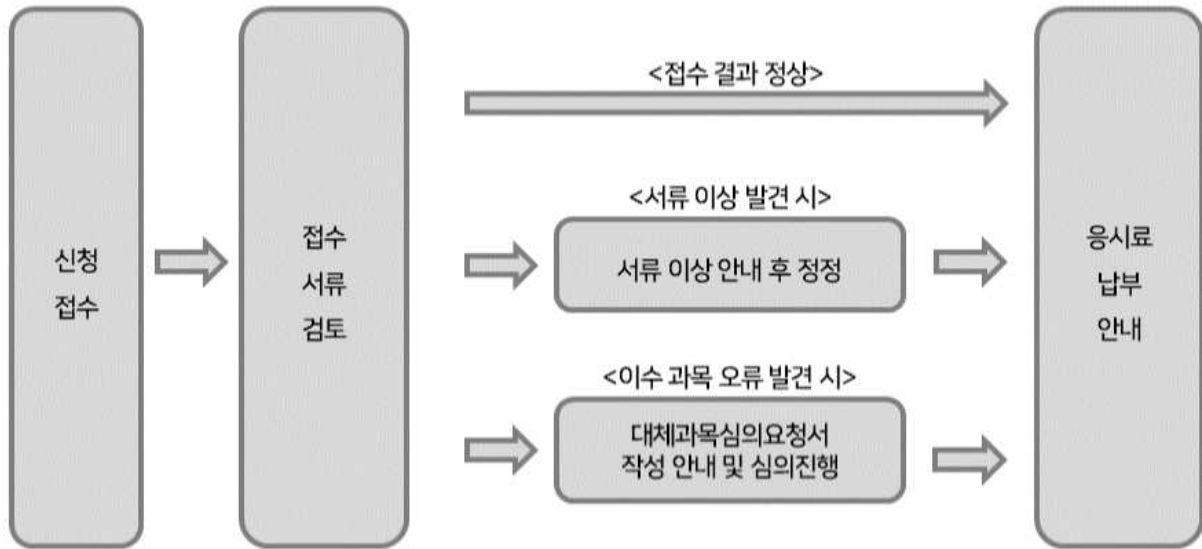 신청
접수
접수
서류
검토
<접수 결과 정상>
<서류 이상 발견 시>
서류 이상 안내 후 정정
<이수 과목 오류 발견 시>
대체과목심의요청서
작성 안내 및 심의진행
응시료
납부
안내